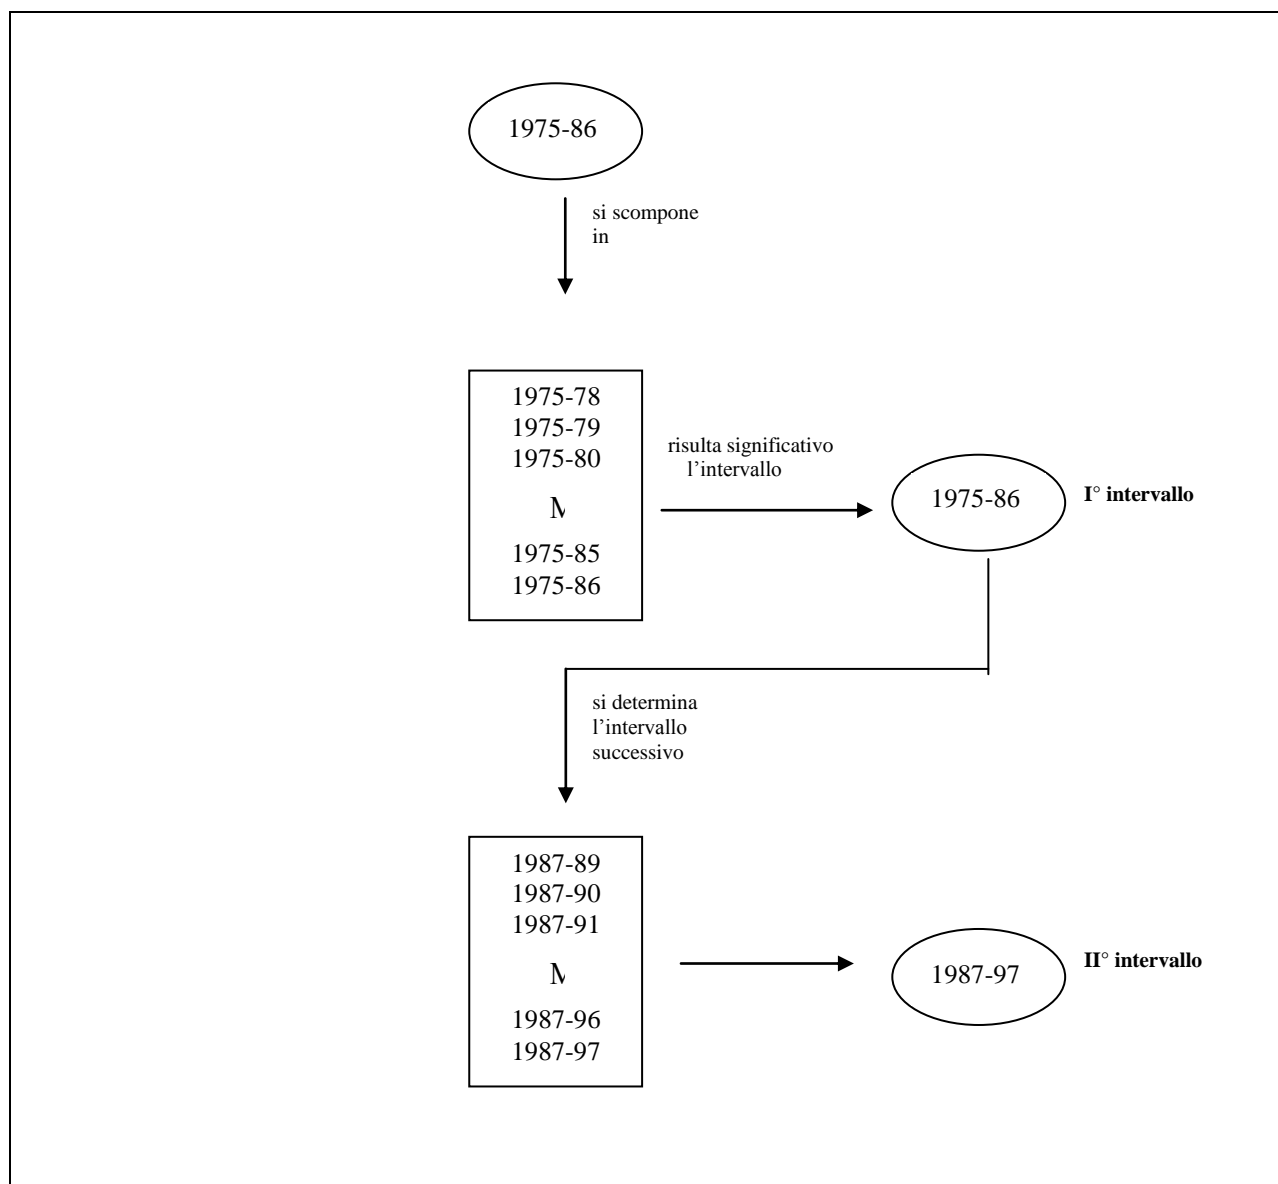 1975-86
si scompone
in
1975-78
1975-79
1975-80
M
1975-85
1975-86
risulta significativo
l’intervallo
1975-86
I° intervallo
si determina
l’intervallo
successivo
1987-89
1987-90
1987-91
M
1987-96
1987-97
1987-97
II° intervallo